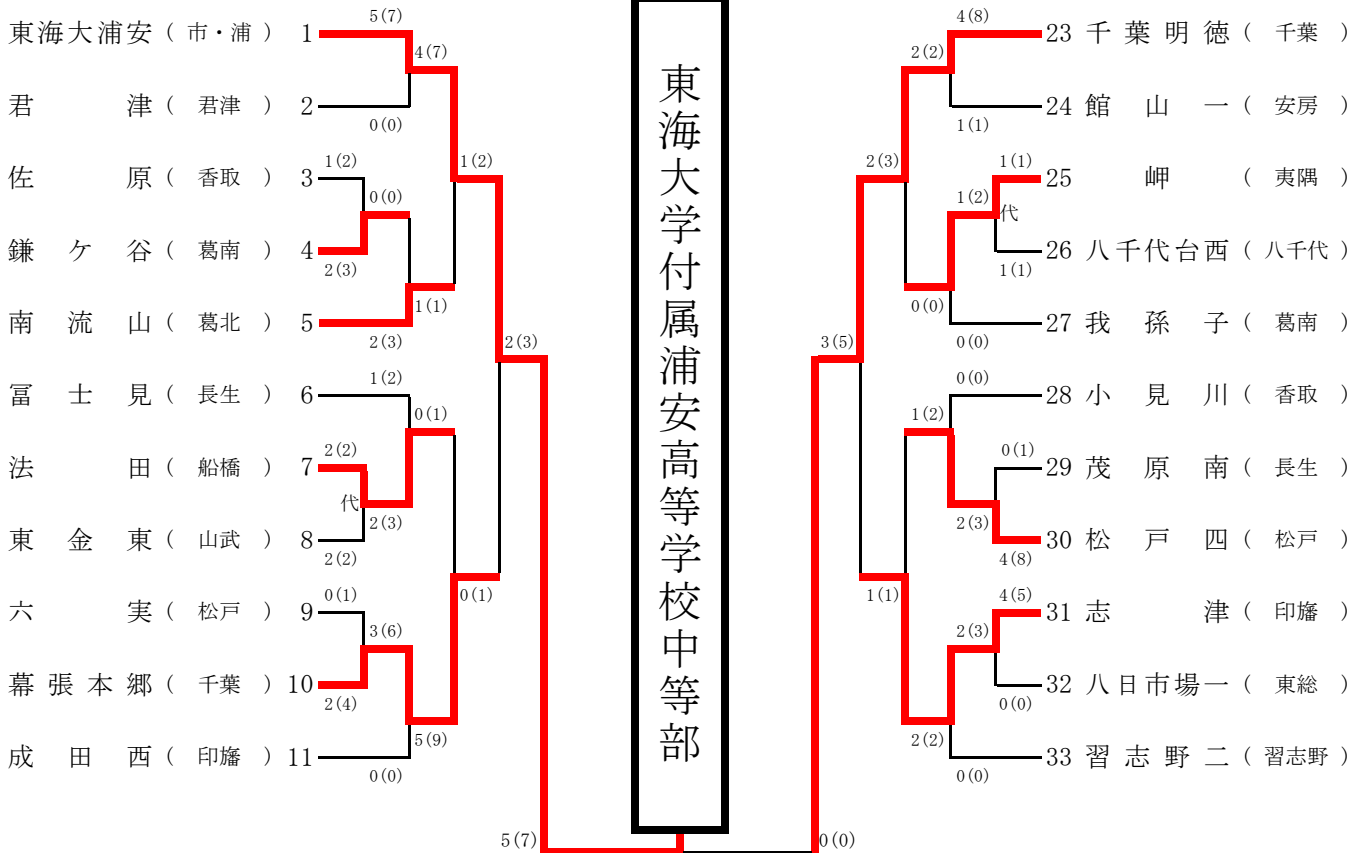 5(7)
東海大浦安 ( 市・浦 ) 1
4(7)
君津 ( 君津 ) 2
0(0)
1(2)
佐原 ( 香取 ) 3
0(0)
1(2)
鎌ケ谷 ( 葛南 ) 4
2(3)
南流山 ( 葛北 ) 5
1(1)
2(3)
2(3)
1(2)
冨士見 ( 長生 ) 6
0(1)
2(2)
法田 ( 船橋 ) 7
代
2(3)
東金東 ( 山武 ) 8
2(2)
0(1)
0(1)
六実 ( 松戸 ) 9
3(6)
幕張本郷 ( 千葉 ) 10
2(4)
5(9)
成田西 ( 印旛 ) 11
0(0)
5(7)
東海大学付属浦安高等学校中等部
4(8)
23 千葉明徳 ( 千葉 )
2(2)
24 館山一 ( 安房 )
1(1)
2(3)
1(1)
25 岬 ( 夷隅 )
1(2)
代
26 八千代台西 ( 八千代 )
1(1)
0(0)
27 我孫子 ( 葛南 )
0(0)
3(5)
0(0)
28 小見川 ( 香取 )
1(2)
0(1)
29 茂原南 ( 長生 )
2(3)
30 松戸四 ( 松戸 )
4(8)
1(1)
4(5)
31 志津 ( 印旛 )
2(3)
32 八日市場一 ( 東総 )
0(0)
2(2)
33 習志野二 ( 習志野 )
0(0)
0(0)